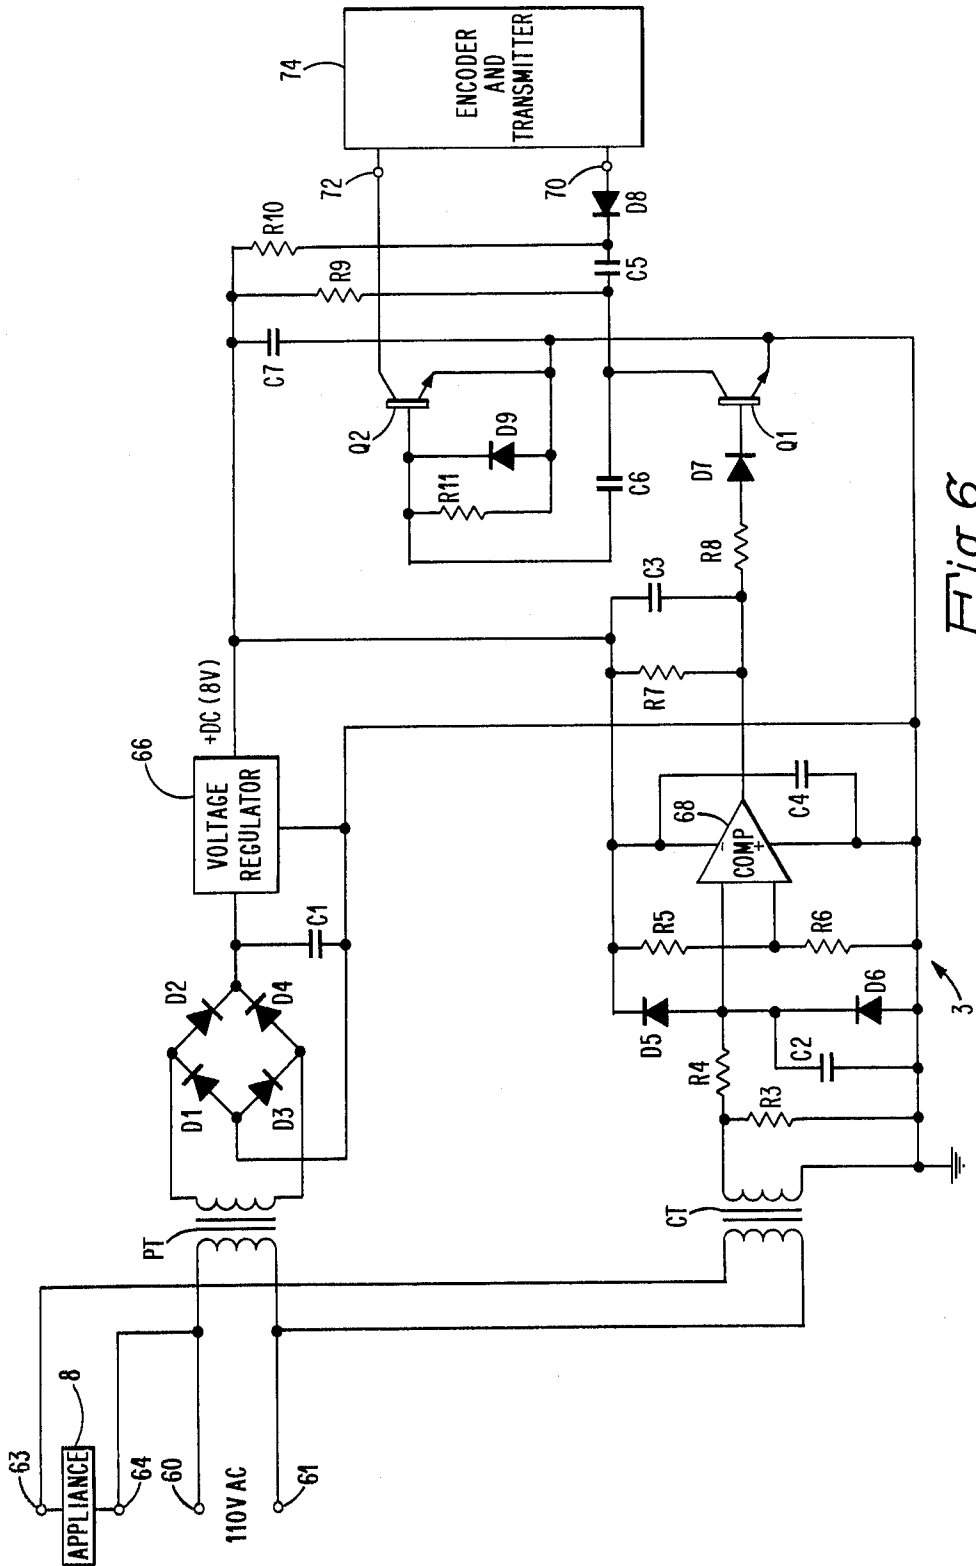 63
APPLIANCE
8
64
60
110VAC
61
PT
D1
D2
D3
D4
C1
66
VOLTAGE
REGULATOR
+DC (8V)
C7
R9
R10
72
74
ENCODER
AND
TRANSMITTER
70
D8
C5
Q2
D9
R11
C6
D7
Q1
R8
C3
R7
68
-
COMP
+
C4
R5
R6
D5
D6
C2
R4
R3
CT
3
Fig 6